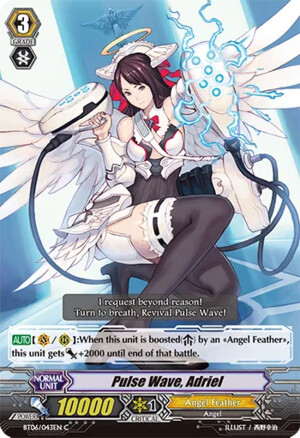 3
GRADE
I request beyond reason!
Turn to breath, Revival Pulse Wave!
AUTO [ / ]:When this unit is boosted by an «Angel Feather»,
this unit gets +2000 until end of that battle.
NORMAL
UNIT
Pulse Wave, Adriel
10000
1
CRITICAL
Angel Feather
Angel
BT06/043EN C
ILLUST / 西野幸治